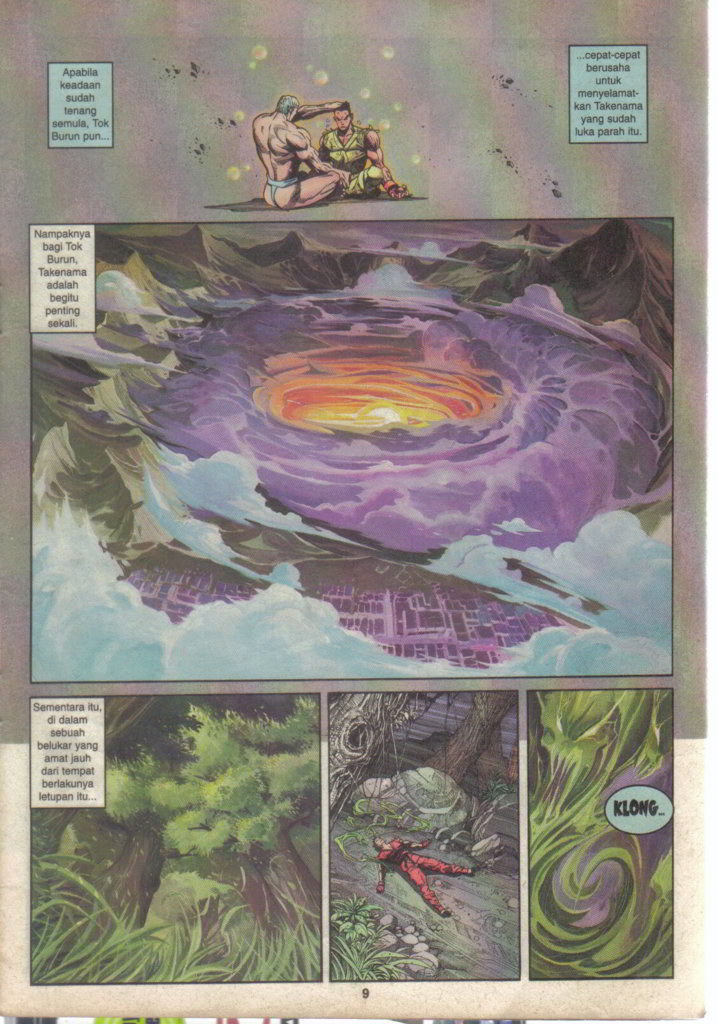 Apabila
keadaan
sudah
tenang
semula, Tok
Burun pun...
...cepat-cepat
berusaha
untuk
menyelamat-
kan Takenama
yang sudah
luka parah itu.
Nampaknya
bagi Tok
Burun,
Takenama
adalah
begitu
penting
sekali.
Sementara itu,
di dalam
sebuah
belukar yang
amat jauh
dari tempat
berlakunya
letupan itu...
KLONG...
9